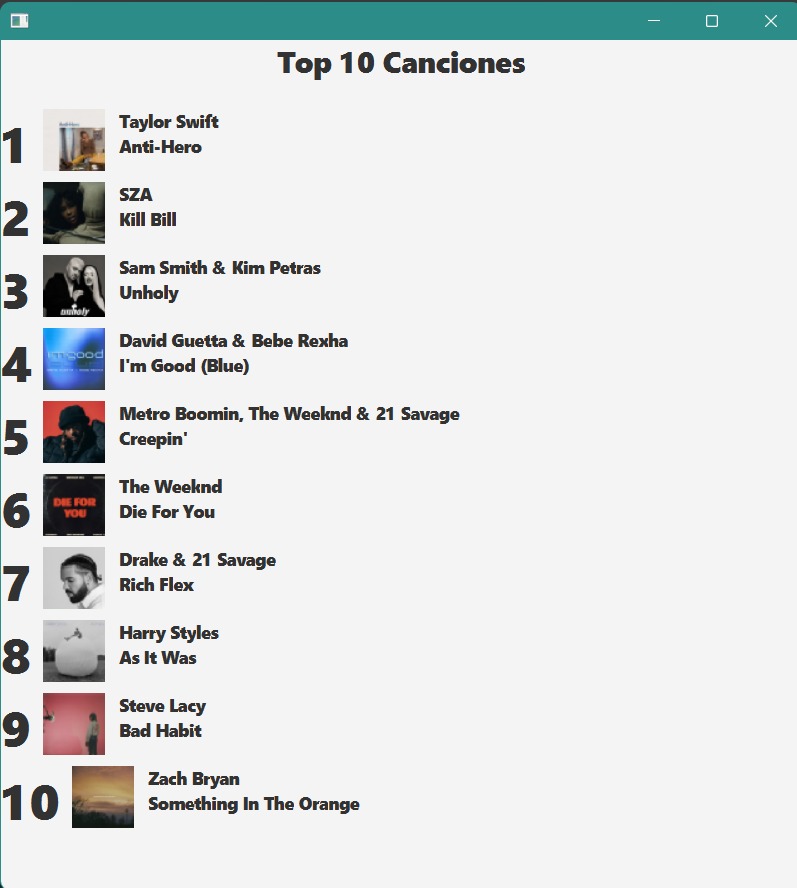 Top 10 Canciones
1
Taylor Swift
Anti-Hero
2
SZA
Kill Bill
3
Sam Smith & Kim Petras
Unholy
unholy
4
David Guetta & Bebe Rexha
I'm Good (Blue)
i'm good
5
Metro Boomin, The Weeknd & 21 Savage
Creepin'
6
The Weeknd
Die For You
DIE FOR
YOU
7
Drake & 21 Savage
Rich Flex
8
Harry Styles
As It Was
9
Steve Lacy
Bad Habit
10
Zach Bryan
Something In The Orange